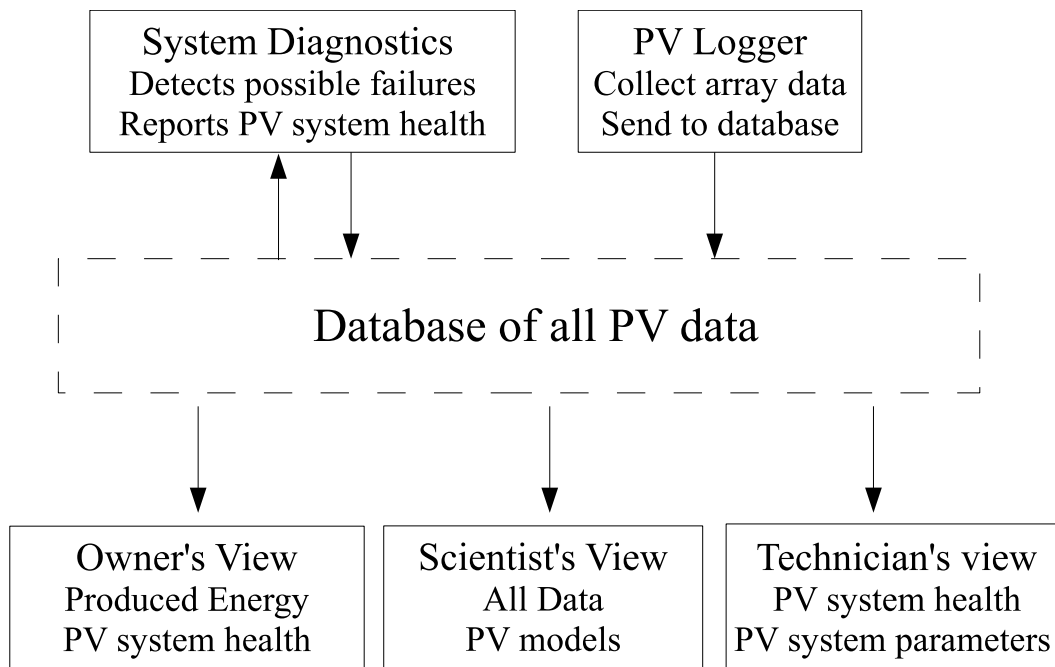 System Diagnostics
Detects possible failures
Reports PV system health
PV Logger
Collect array data
Send to database
Database of all PV data
Owner's View
Produced Energy
PV system health
Scientist's View
All Data
PV models
Technician's view
PV system health
PV system parameters